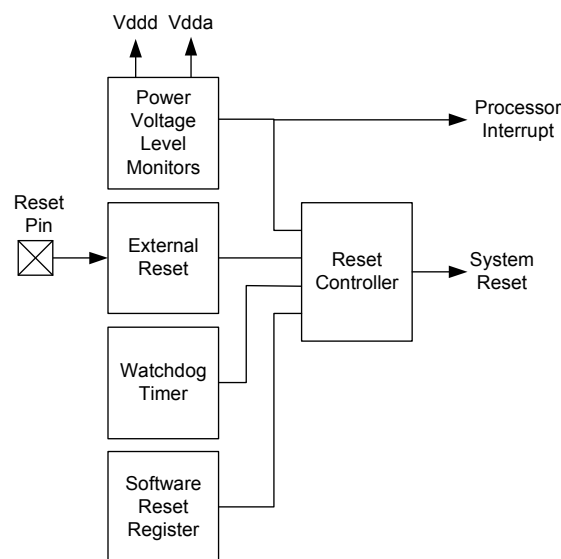 Vddd
Vdda
Power
Voltage
Level
Monitors
Processor
Interrupt
Reset
Pin
External
Reset
Reset
Controller
System
Reset
Watchdog
Timer
Software
Reset
Register